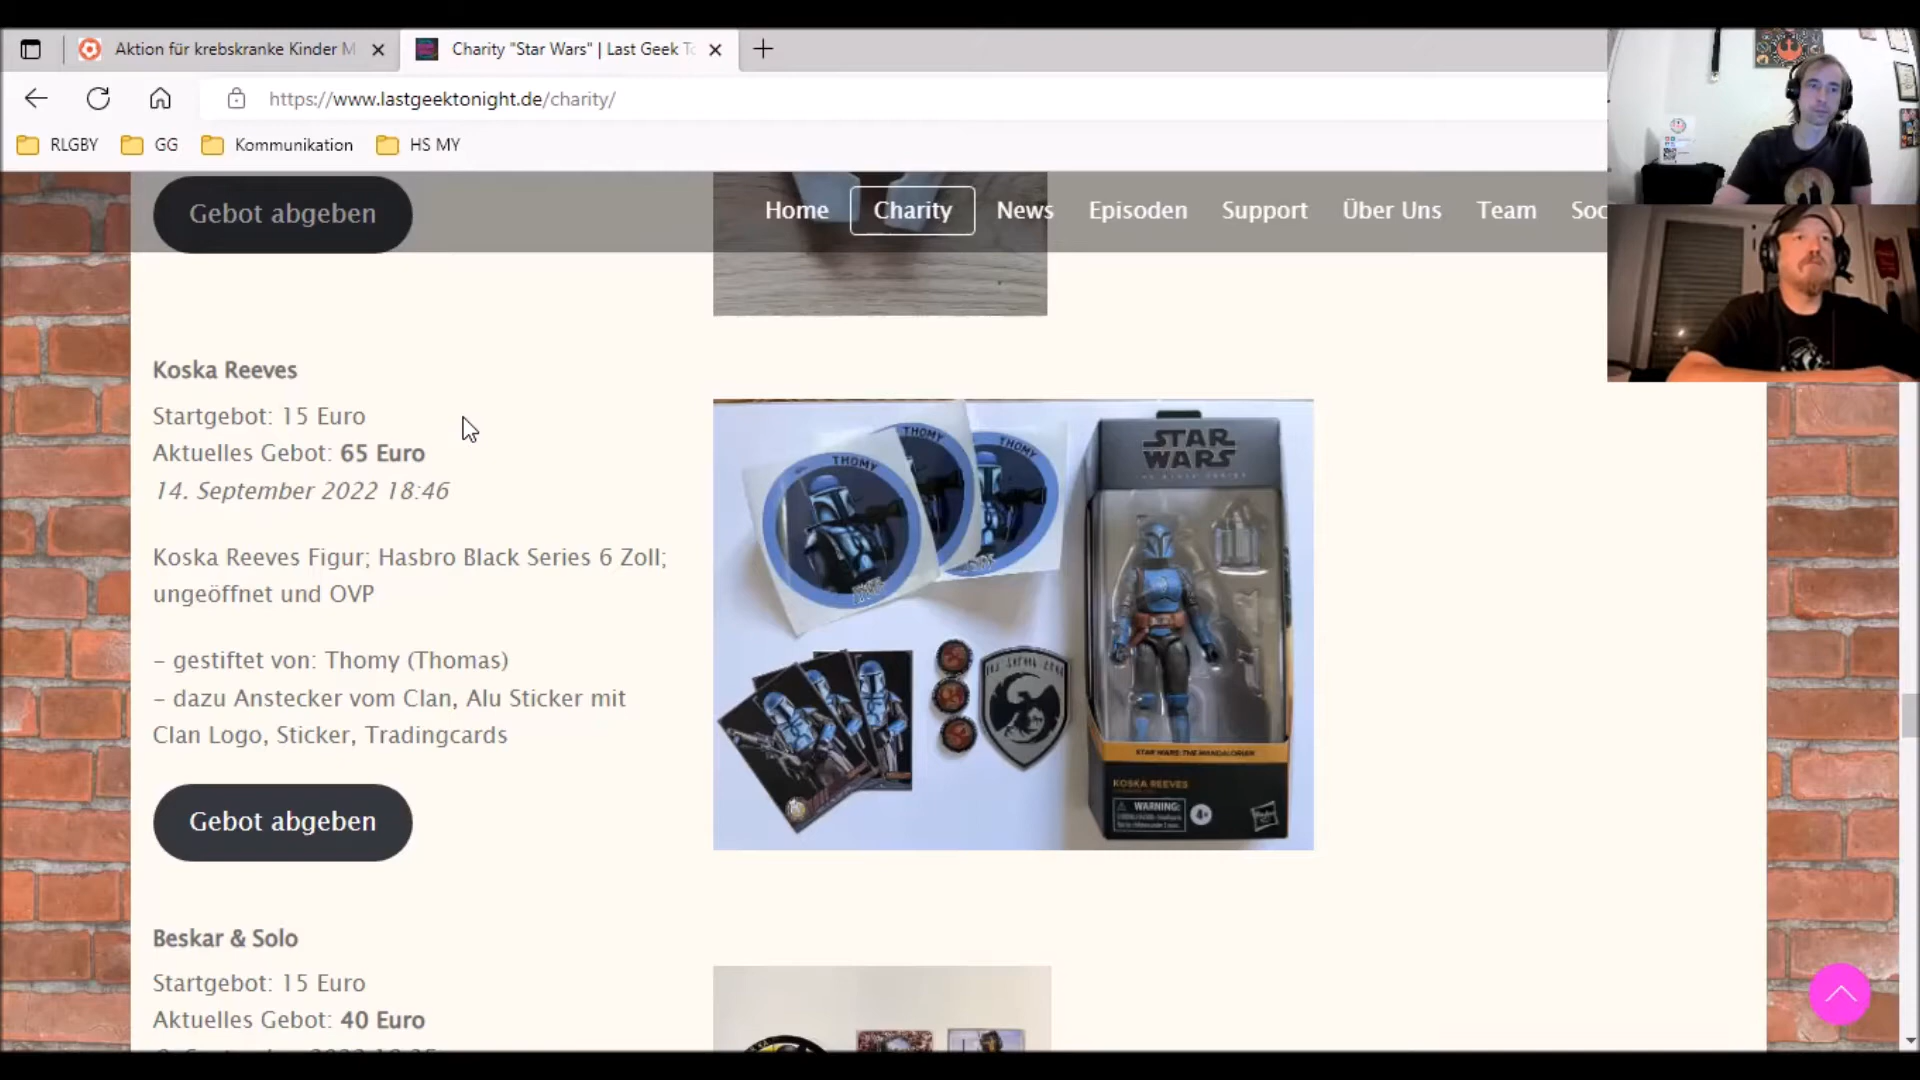 Aktion für krebskranke Kinder M
Charity "Star Wars" | Last Geek To
https://www.lastgeektonight.de/charity/
RLGBY
GG
Kommunikation
HS MY
Gebot abgeben
Home
Charity
News
Episoden
Support
Über Uns
Team
Soc
Koska Reeves
Startgebot: 15 Euro
Aktuelles Gebot: 65 Euro
14. September 2022 18:46
Koska Reeves Figur; Hasbro Black Series 6 Zoll;
ungeöffnet und OVP
– gestiftet von: Thomy (Thomas)
– dazu Anstecker vom Clan, Alu Sticker mit
Clan Logo, Sticker, Tradingcards
Gebot abgeben
THOMY
THOMY
THOMY
STAR
WARS
STAR WARS: THE MANDALORIAN
KOSKA REEVES
WARNING:
4+
Hasbro
Beskar & Solo
Startgebot: 15 Euro
Aktuelles Gebot: 40 Euro